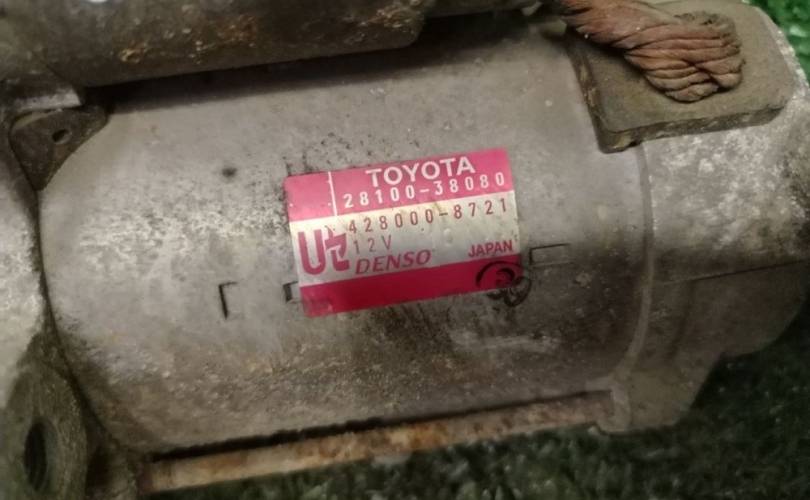 TOYOTA
28100-38080
428000-8721
12V
DENSO JAPAN